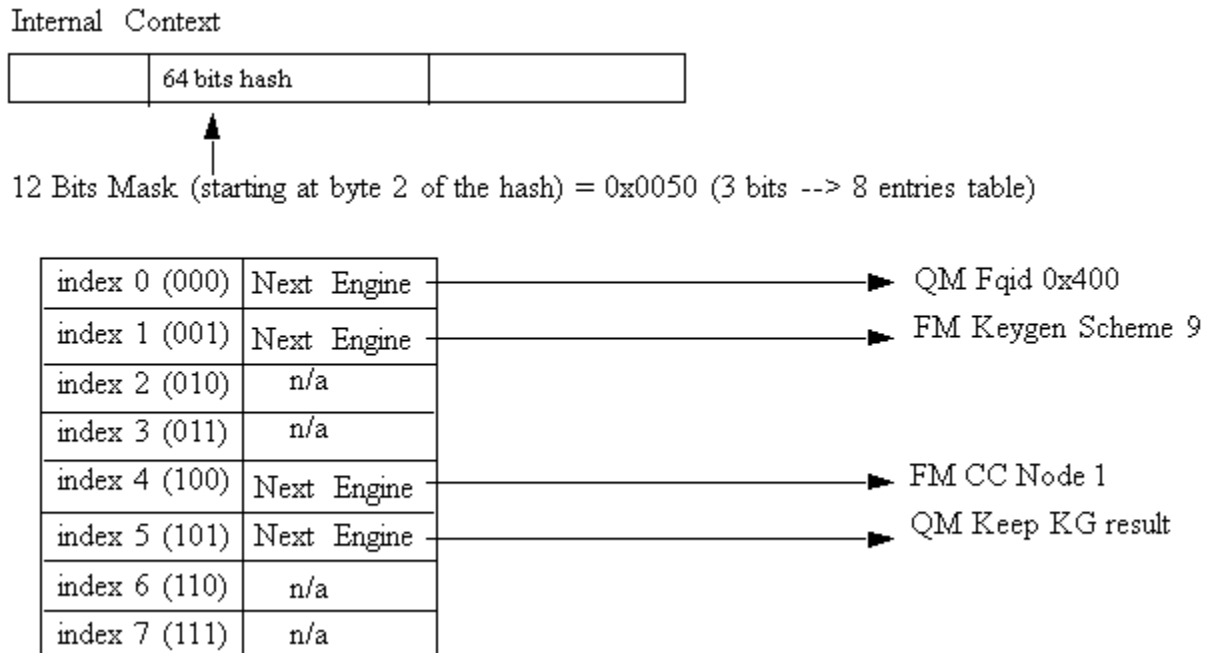 Internal Context
64 bits hash
12 Bits Mask (starting at byte 2 of the hash) = 0x0050 (3 bits --> 8 entries table)
index 0 (000) Next Engine QM Fqid 0x400
index 1 (001) Next Engine FM Keygen Scheme 9
index 2 (010) n/a
index 3 (011) n/a
index 4 (100) Next Engine FM CC Node 1
index 5 (101) Next Engine QM Keep KG result
index 6 (110) n/a
index 7 (111) n/a